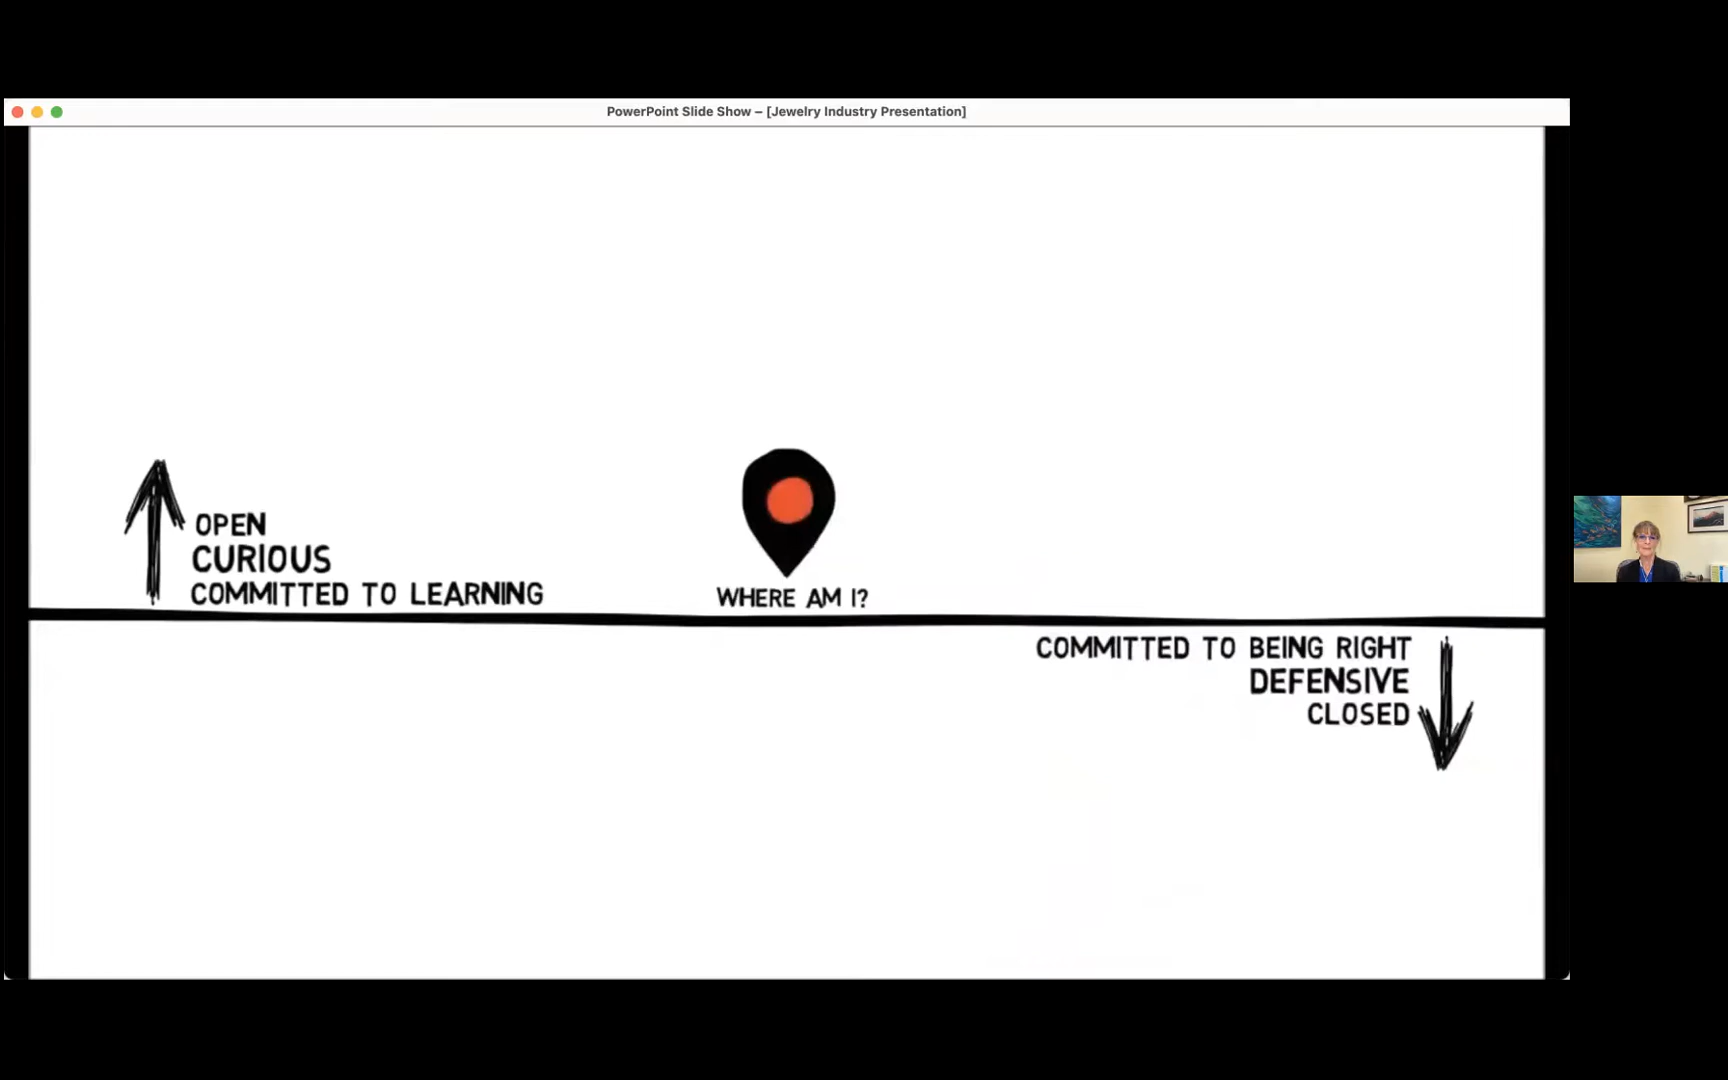 PowerPoint Slide Show – [Jewelry Industry Presentation]
OPEN
CURIOUS
COMMITTED TO LEARNING
WHERE AM I?
COMMITTED TO BEING RIGHT
DEFENSIVE
CLOSED